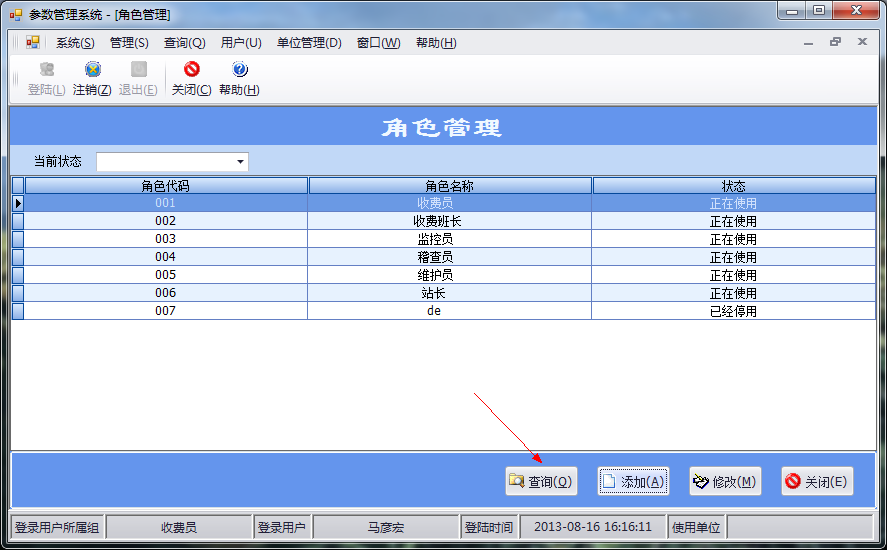 参数管理系统 - [角色管理]
系统(S) 管理(S) 查询(Q) 用户(U) 单位管理(D) 窗口(W) 帮助(H)
登陆(L) 注销(Z) 退出(E) 关闭(C) 帮助(H)
角色管理
当前状态
角色代码 角色名称 状态
001 收费员 正在使用
002 收费班长 正在使用
003 监控员 正在使用
004 稽查员 正在使用
005 维护员 正在使用
006 站长 正在使用
007 de 已经停用
查询(Q) 添加(A) 修改(M) 关闭(E)
登录用户所属组 收费员 登录用户 马彦宏 登陆时间 2013-08-16 16:16:11 使用单位